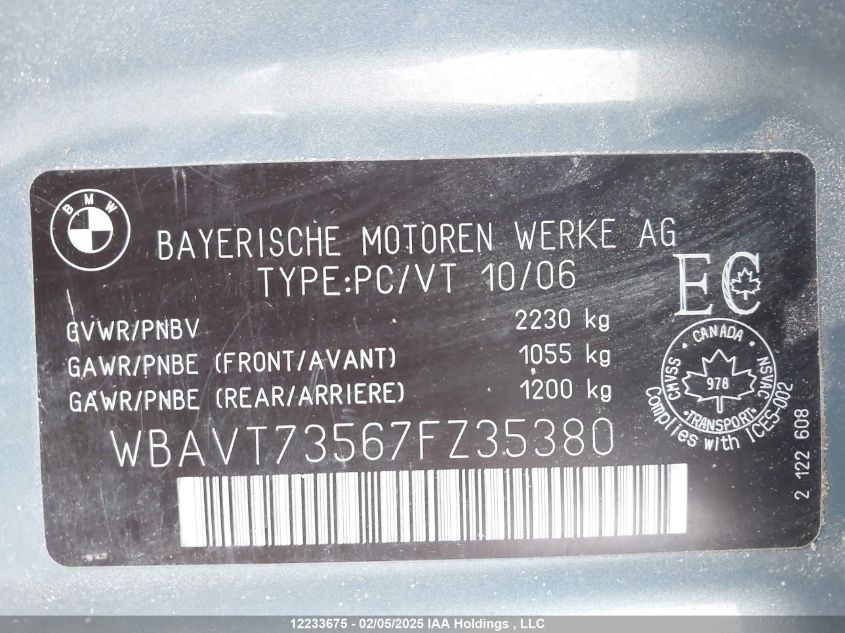 BMW
BAYERISCHE MOTOREN WERKE AG
TYPE:PC/VT 10/06
EC
GVWR/PNBV 2230 kg
GAWR/PNBE (FRONT/AVANT) 1055 kg
GAWR/PNBE (REAR/ARRIERE) 1200 kg
CANADA
CMVSS 978 NSVAC
TRANSPORT
Complies with ICES-002
WBAVT73567FZ35380
2 122 608
12233675 - 02/05/2025 IAA Holdings , LLC